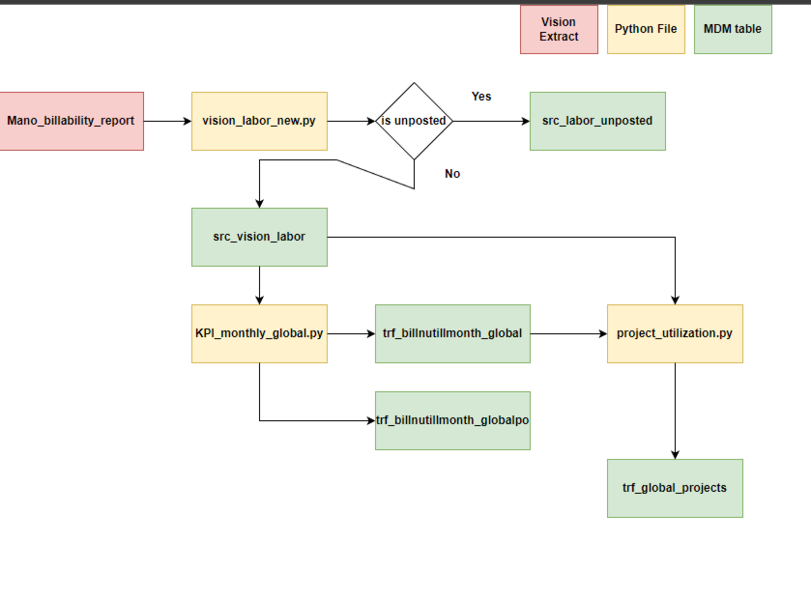 Vision
Extract
Python File
MDM table
Mano_billability_report
vision_labor_new.py
is unposted
Yes
src_labor_unposted
No
src_vision_labor
KPI_monthly_global.py
trf_billnutillmonth_global
project_utilization.py
trf_billnutillmonth_globalpo
trf_global_projects